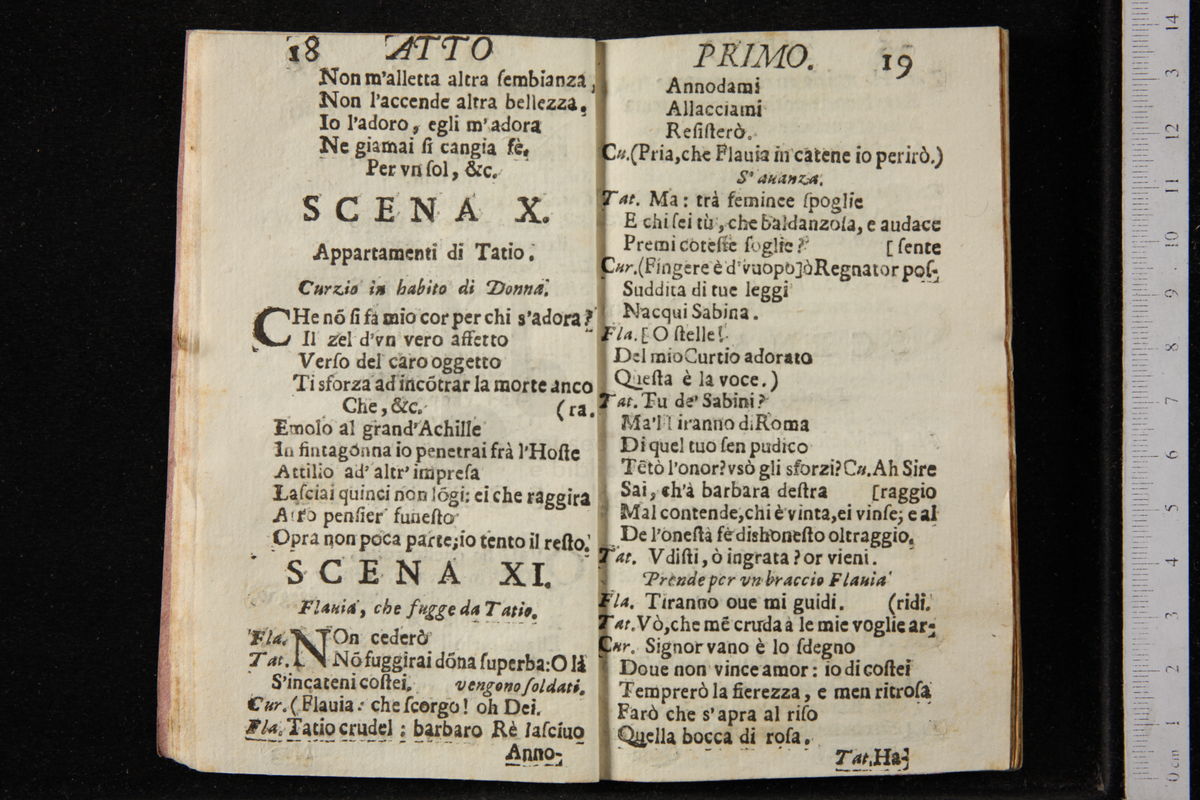 18 ATTO
Non m'alletta altra ſembianza,
Non l'accende altra bellezza.
Io l'adoro, egli m'adora
Ne giamai ſi cangia fè.
Per vn ſol, &c.
SCENA X.
Appartamenti di Tatio.
Curzio in habito di Donna.
CHe nõ ſi fà mio cor per chi s'adora?
Il zel d'vn vero affetto
Verſo del caro oggetto
Ti sforza ad incõtrar la morte anco
Che, &c. (ra.
Emolo al grand'Achille
In finta gõnna io penetrai frà l'Hoſte
Attilio ad' altr' impreſa
Laſciai quinci non lõgi; ei che raggira
Atro penſier funeſto
Opra non poca parte; io tento il reſto.
SCENA XI.
Flauia, che fugge da Tatio.
Fla. NOn cederò
Tat. Nõ fuggirai dõna ſuperba: O là
S'incateni coſtei. vengono ſoldati.
Cur. (Flauia: che ſcorgo! oh Dei.
Fla. Tatio crudel: barbaro Rè laſciuo
Anno-
PRIMO. 19
Annodami
Allacciami
Reſiſterò.
Cu. (Pria, che Flauia in catene io perirò.)
S' auanza.
Tat. Ma: trà feminee ſpoglie
E chi ſei tù, che baldanzoſa, e audace
Premi coteſte ſoglie? [ſente
Cur. (Fingere è d'vuopo] ò Regnator poſ-
Suddita di tue leggi
Nacqui Sabina.
Fla. [O ſtelle!
Del mio Curtio adorato
Queſta è la voce.)
Tat. Tu de' Sabini?
Ma'l Tiranno di Roma
Di quel tuo ſen pudico
Tẽtò l'onor? vsò gli sforzi? Cu. Ah Sire
Sai, ch'à barbara deſtra [raggio
Mal contende, chi è vinta, ei vinſe; e al
De l'oneſtà fè dishoneſto oltraggio.
Tat. Vdiſti, ò ingrata? or vieni.
Prende per vn braccio Flauia
Fla. Tiranno oue mi guidi. (ridi.
Tat. Vò, che mẽ cruda à le mie voglie ar-
Cur. Signor vano è lo ſdegno
Doue non vince amor: io di coſtei
Temprerò la fierezza, e men ritroſa
Farò che s'apra al riſo
Quella bocca di roſa.
Tat. Ha-